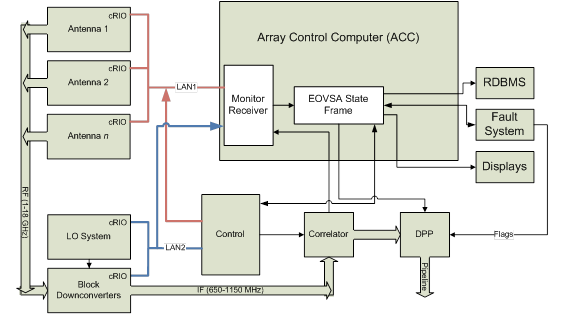 cRIO
Antenna 1
cRIO
Antenna 2
cRIO
Antenna n
LAN1
Array Control Computer (ACC)
Monitor
Receiver
EOVSA State
Frame
RDBMS
Fault
System
Displays
RF (1-18 GHz)
cRIO
LO System
LAN2
cRIO
Block
Downconverters
Control
Correlator
DPP
Flags
IF (650-1150 MHz)
Pipeline